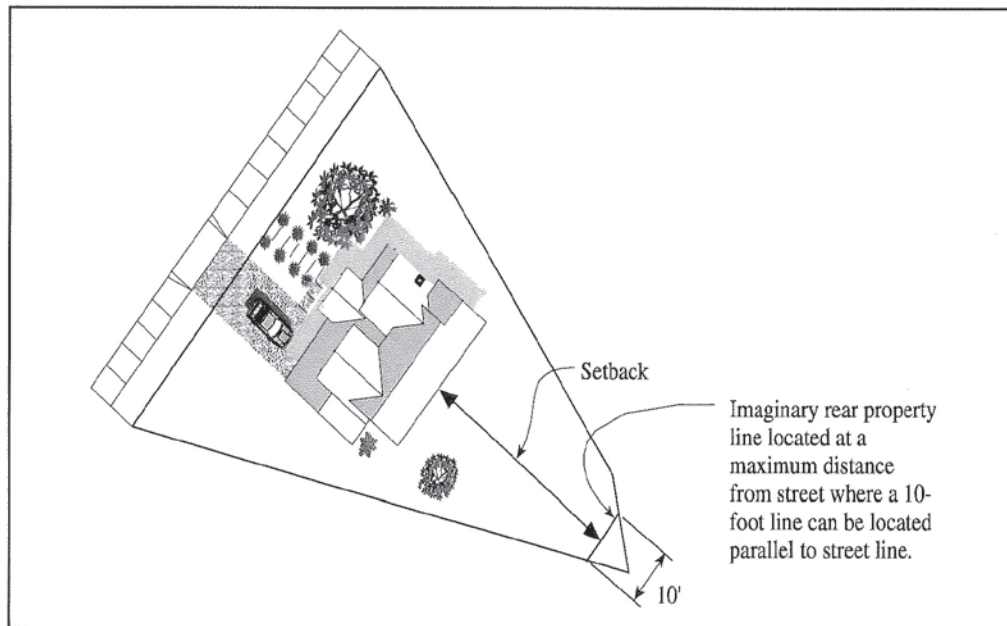 Setback
Imaginary rear property
line located at a
maximum distance
from street where a 10-
foot line can be located
parallel to street line.
10'